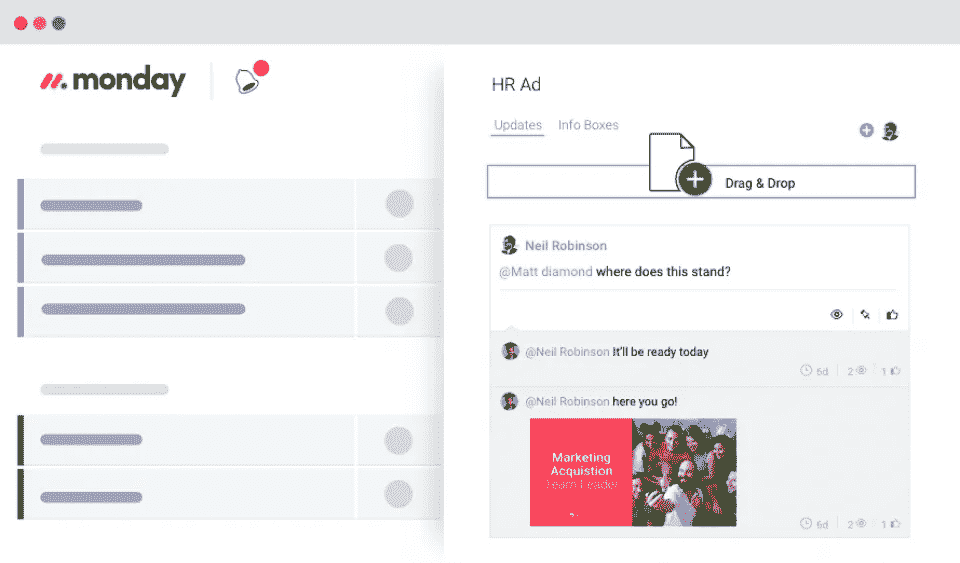 monday
HR Ad
Updates Info Boxes
Drag & Drop
Neil Robinson
@Matt diamond where does this stand?
@Neil Robinson It'll be ready today
6d 2 1
@Neil Robinson here you go!
Marketing
Acquistion
Team Leader
6d 2 1